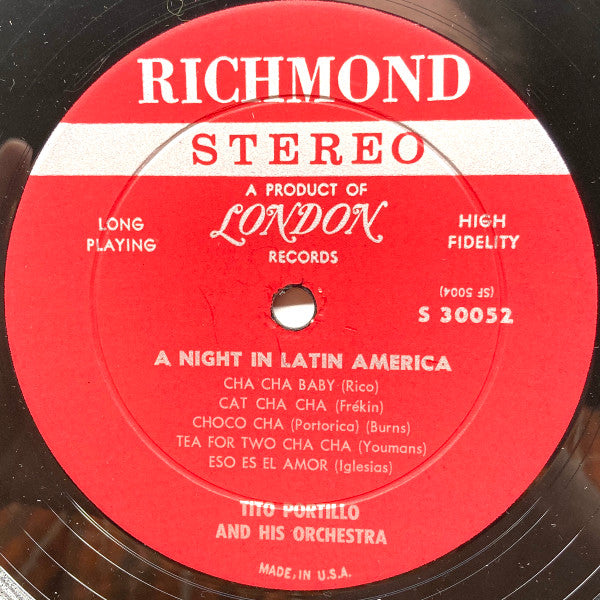 RICHMOND
STEREO
A PRODUCT OF
LONDON
RECORDS
LONG
PLAYING
HIGH
FIDELITY
(SF 5004)
S 30052
A NIGHT IN LATIN AMERICA
CHA CHA BABY (Rico)
CAT CHA CHA (Frékin)
CHOCO CHA (Portorica) (Burns)
TEA FOR TWO CHA CHA (Youmans)
ESO ES EL AMOR (Iglesias)
TITO PORTILLO
AND HIS ORCHESTRA
MADE IN U.S.A.